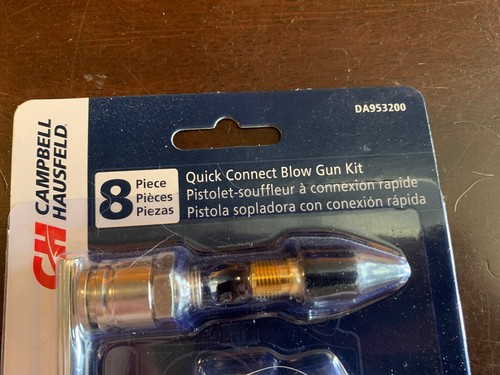 DA953200
CAMPBELL
HAUSFELD®
CH
8
Piece
Pièces
Piezas
Quick Connect Blow Gun Kit
Pistolet-souffleur à connexion rapide
Pistola sopladora con conexión rápida